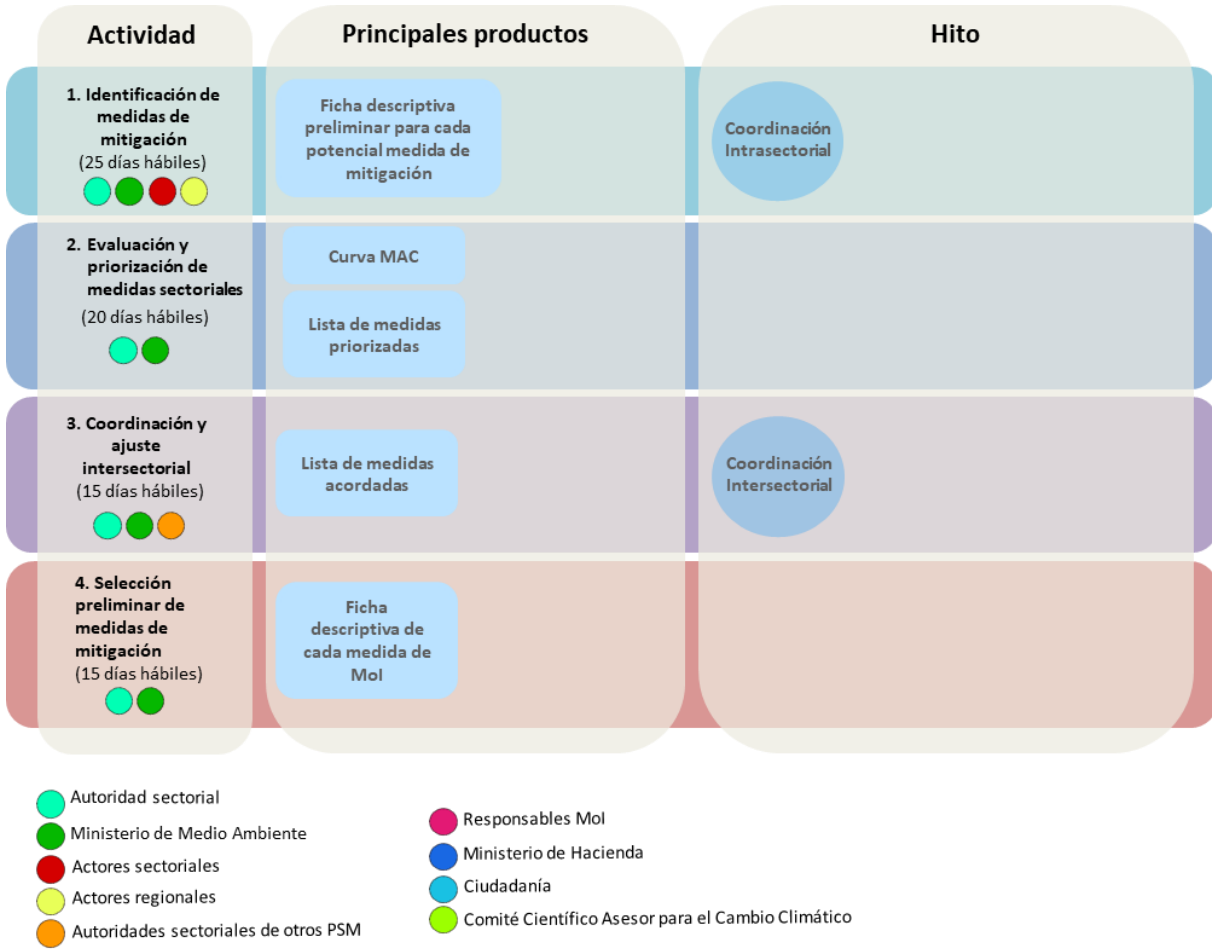 Actividad
Principales productos
Hito
1. Identificación de
medidas de
mitigación
(25 días hábiles)
Ficha descriptiva
preliminar para cada
potencial medida de
mitigación
Coordinación
Intrasectorial
2. Evaluación y
priorización de
medidas sectoriales
(20 días hábiles)
Curva MAC
Lista de medidas
priorizadas
3. Coordinación y
ajuste
intersectorial
(15 días hábiles)
Lista de medidas
acordadas
Coordinación
Intersectorial
4. Selección
preliminar de
medidas de
mitigación
(15 días hábiles)
Ficha
descriptiva de
cada medida de
MoI
Autoridad sectorial
Ministerio de Medio Ambiente
Actores sectoriales
Actores regionales
Autoridades sectoriales de otros PSM
Responsables MoI
Ministerio de Hacienda
Ciudadanía
Comité Científico Asesor para el Cambio Climático